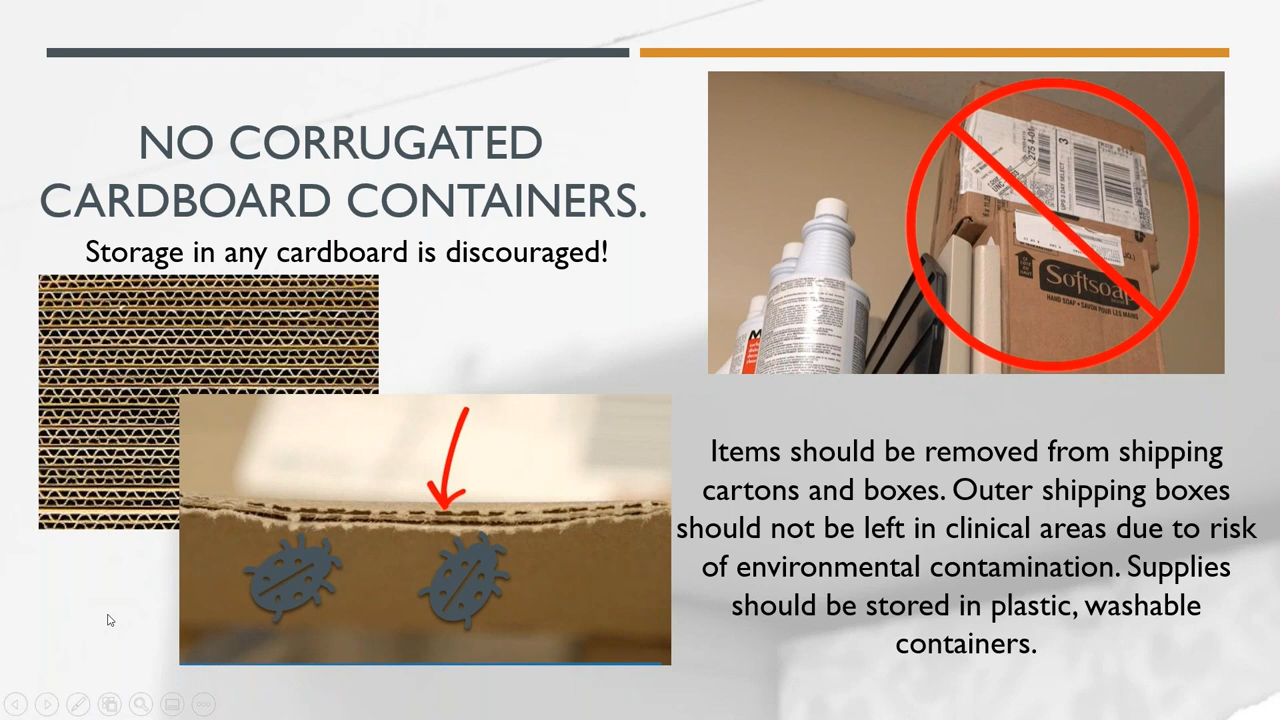 NO CORRUGATED
CARDBOARD CONTAINERS.
Storage in any cardboard is discouraged!
3
Softsoap
HAND SOAP • SAVON POUR LES MAINS
Items should be removed from shipping
cartons and boxes. Outer shipping boxes
should not be left in clinical areas due to risk
of environmental contamination. Supplies
should be stored in plastic, washable
containers.